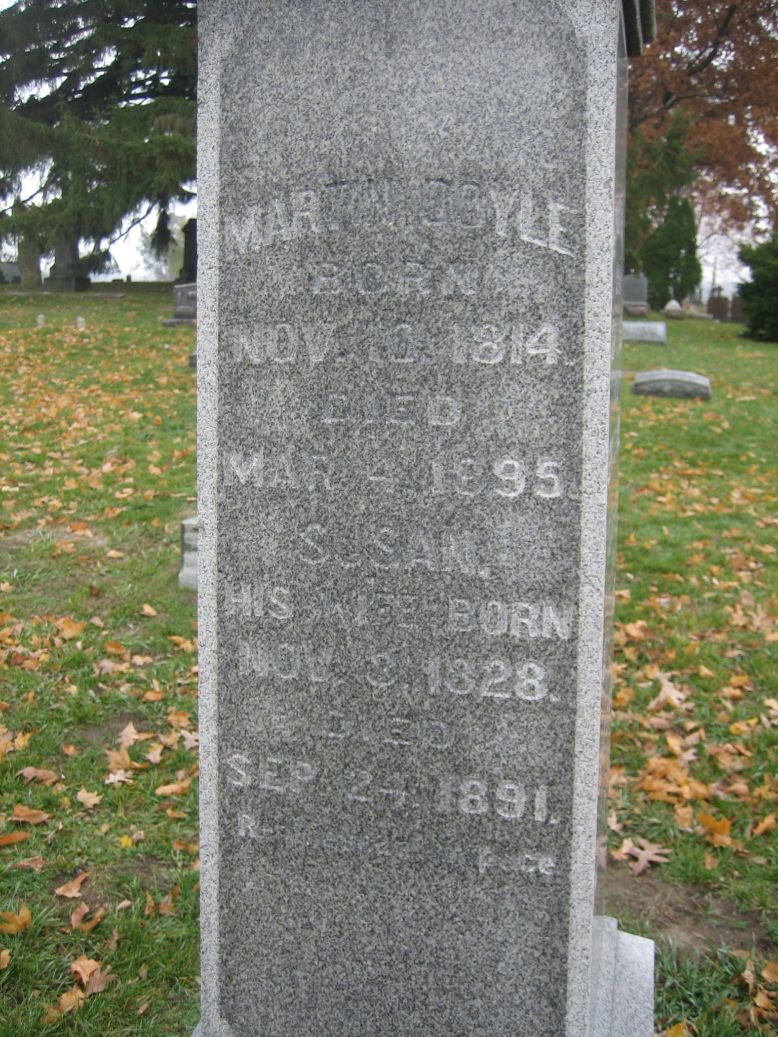 MARTIN DOYLE
BORN
NOV. 10. 1814.
DIED
MAR. 4. 1895.
SUSAN,
HIS WIFE BORN
NOV. 3. 1828.
DIED
SEP. 24. 1891.